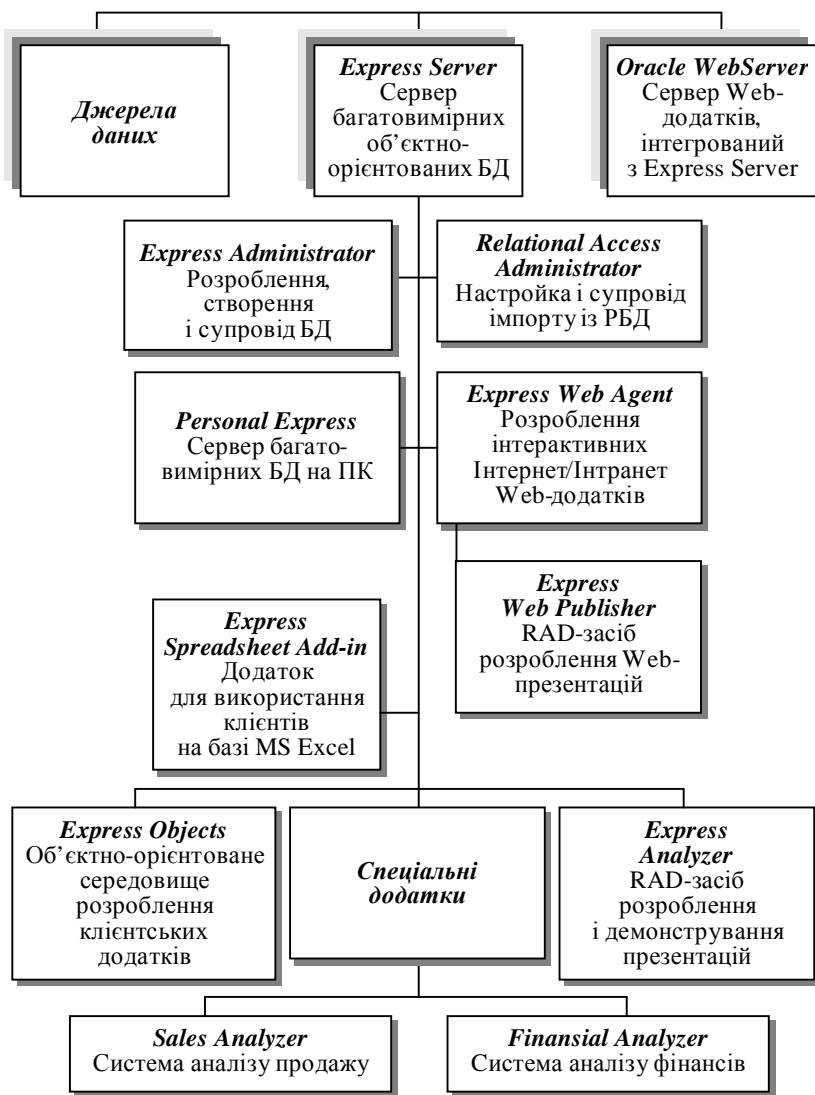 Джерела
даних
Express Server
Сервер
багатовимірних
об’єктно-
орієнтованих БД
Oracle WebServer
Сервер Web-
додатків,
інтегрований
з Express Server
Express Administrator
Розроблення,
створення
і супровід БД
Relational Access
Administrator
Настройка і супровід
імпорту із РБД
Personal Express
Сервер багато-
вимірних БД на ПК
Express Web Agent
Розроблення
інтерактивних
Інтернет/Інтранет
Web-додатків
Express
Web Publisher
RAD-засіб
розроблення Web-
презентацій
Express
Spreadsheet Add-in
Додаток
для використання
клієнтів
на базі MS Excel
Express Objects
Об’єктно-орієнтоване
середовище
розроблення
клієнтських
додатків
Спеціальні
додатки
Express
Analyzer
RAD-засіб
розроблення
і демонстрування
презентацій
Sales Analyzer
Система аналізу продажу
Finansial Analyzer
Система аналізу фінансів